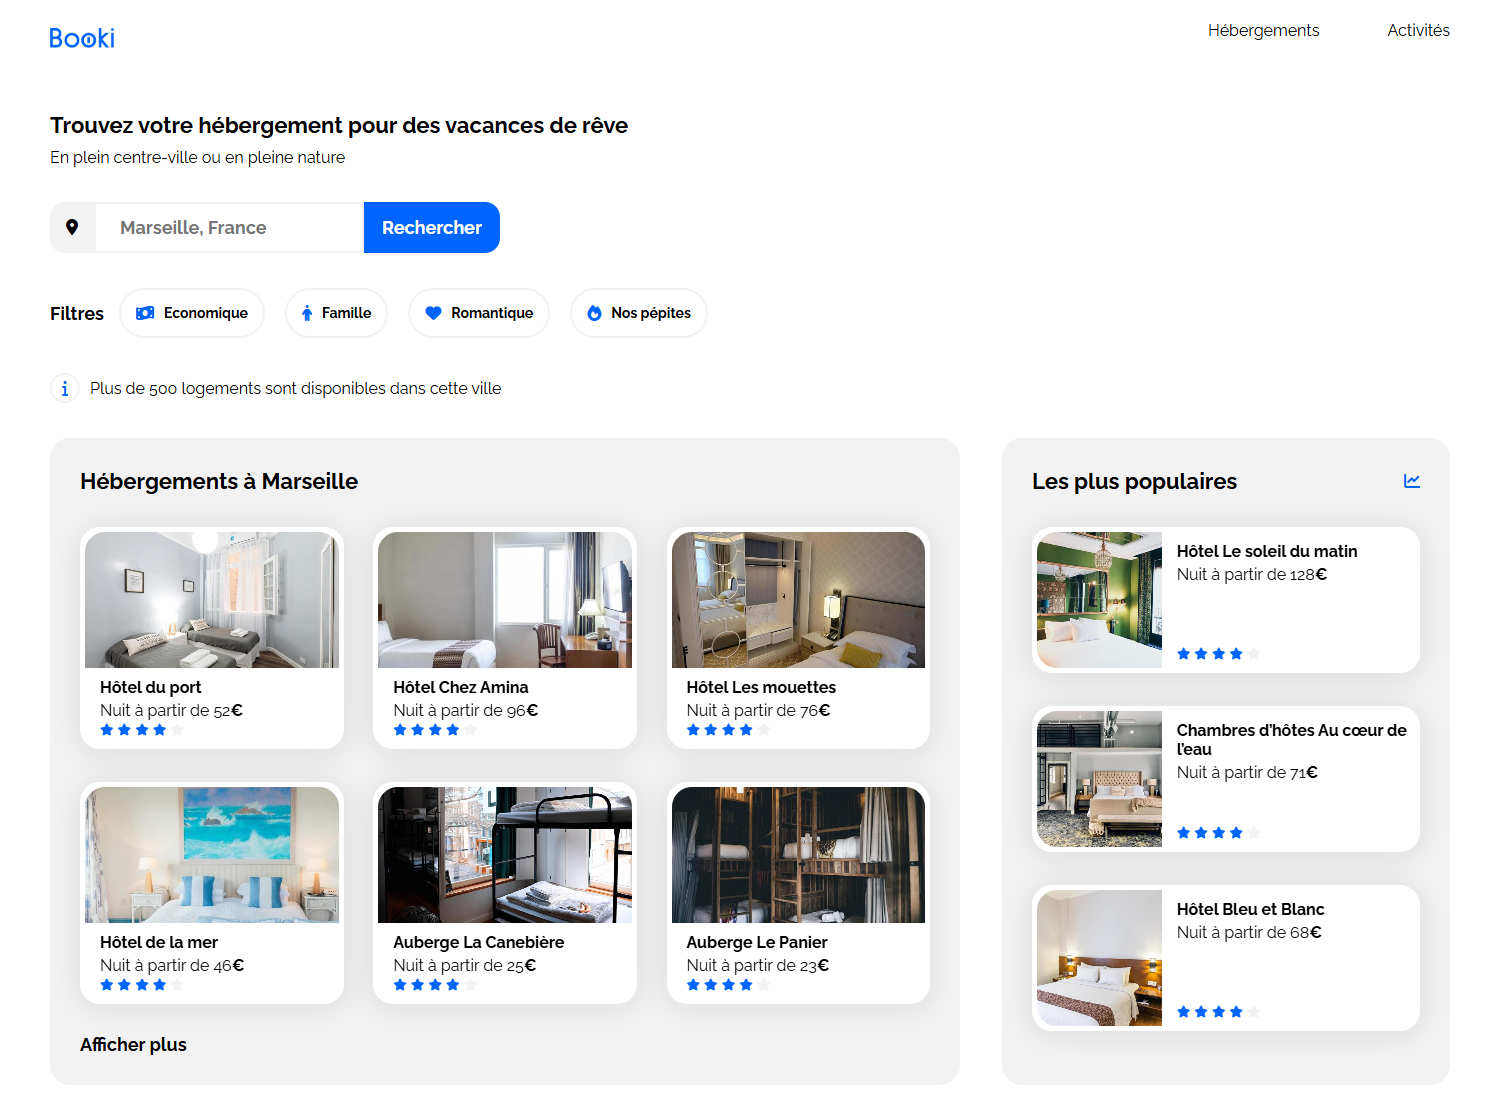 Booki
Hébergements
Activités
Trouvez votre hébergement pour des vacances de rêve
En plein centre-ville ou en pleine nature
Marseille, France
Rechercher
Filtres
Economique
Famille
Romantique
Nos pépites
Plus de 500 logements sont disponibles dans cette ville
Hébergements à Marseille
Hôtel du port
Nuit à partir de 52€
Hôtel Chez Amina
Nuit à partir de 96€
Hôtel Les mouettes
Nuit à partir de 76€
Hôtel de la mer
Nuit à partir de 46€
Auberge La Canebière
Nuit à partir de 25€
Auberge Le Panier
Nuit à partir de 23€
Afficher plus
Les plus populaires
Hôtel Le soleil du matin
Nuit à partir de 128€
Chambres d’hôtes Au cœur de
l’eau
Nuit à partir de 71€
Hôtel Bleu et Blanc
Nuit à partir de 68€